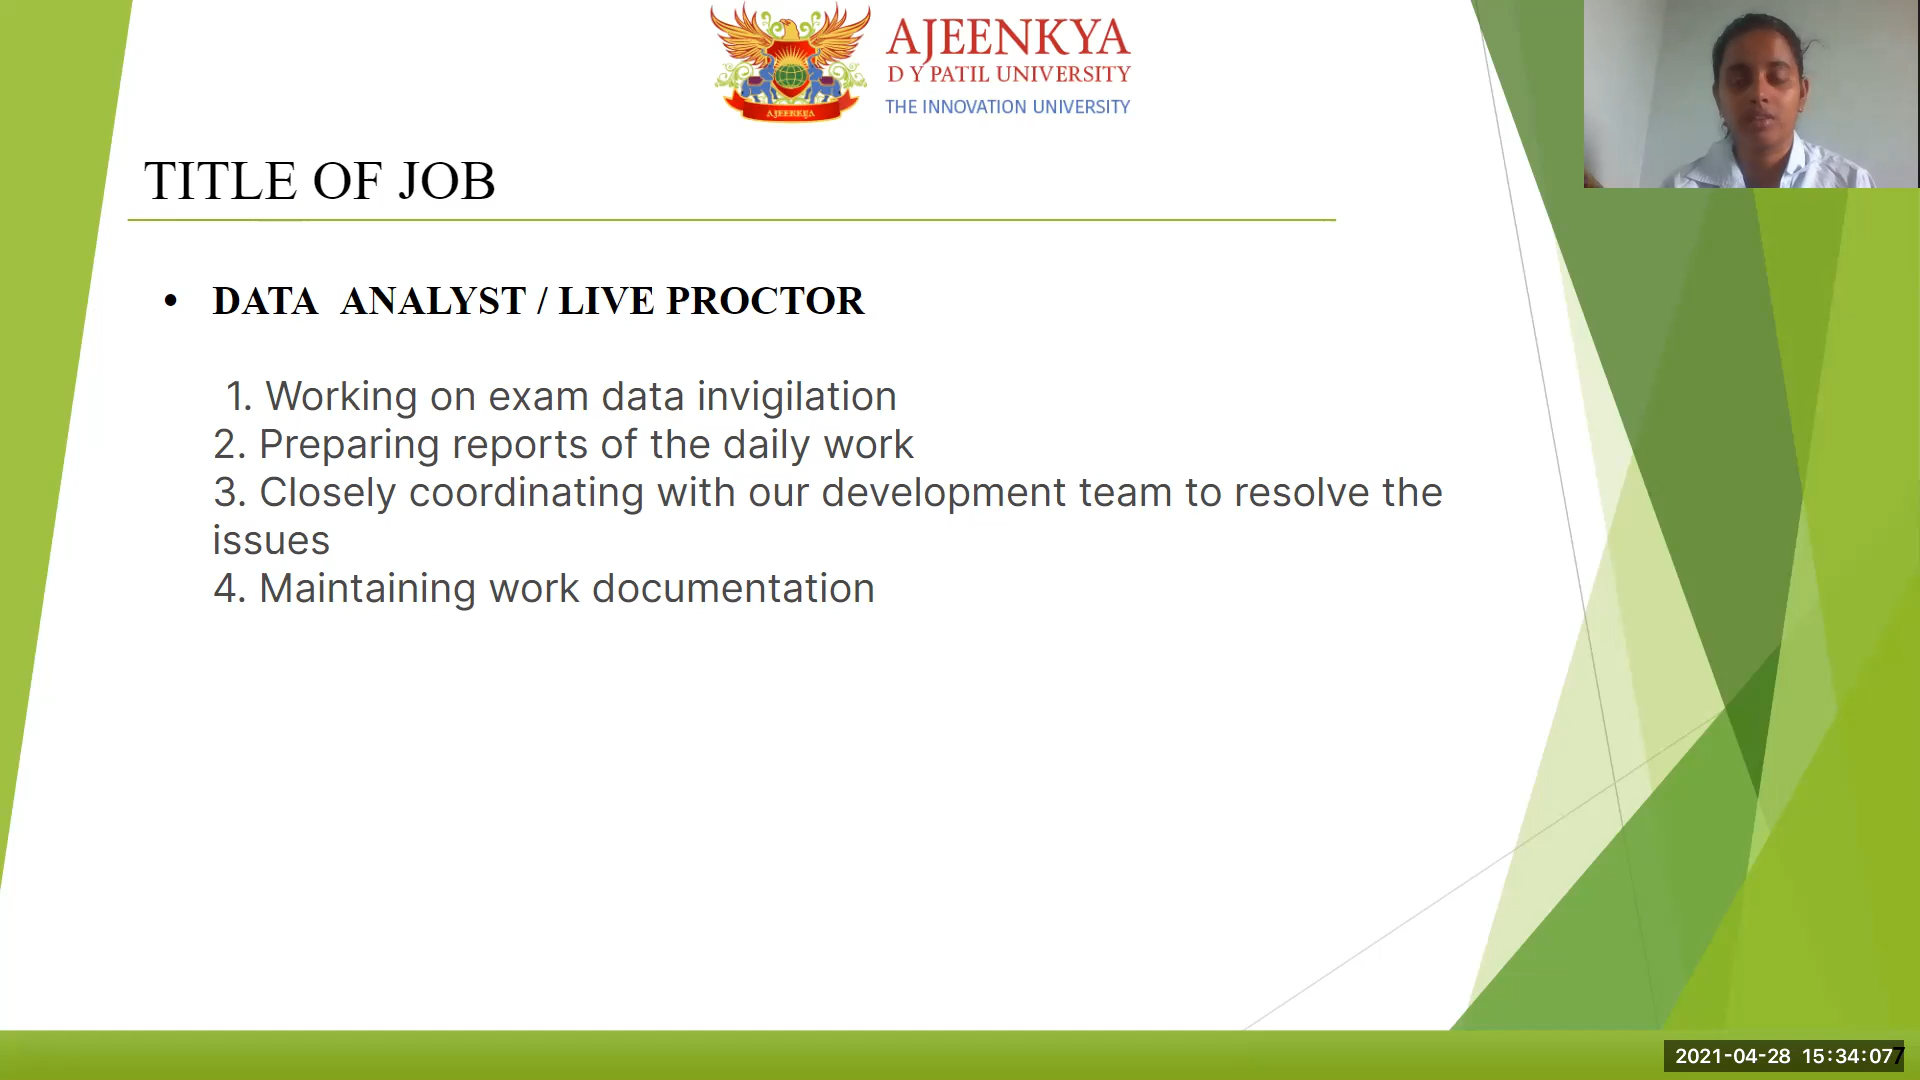 AJEENKYA
AJEENKYA
D Y PATIL UNIVERSITY
THE INNOVATION UNIVERSITY
TITLE OF JOB
• DATA ANALYST / LIVE PROCTOR
1. Working on exam data invigilation
2. Preparing reports of the daily work
3. Closely coordinating with our development team to resolve the
issues
4. Maintaining work documentation
2021-04-28 15:34:07
7